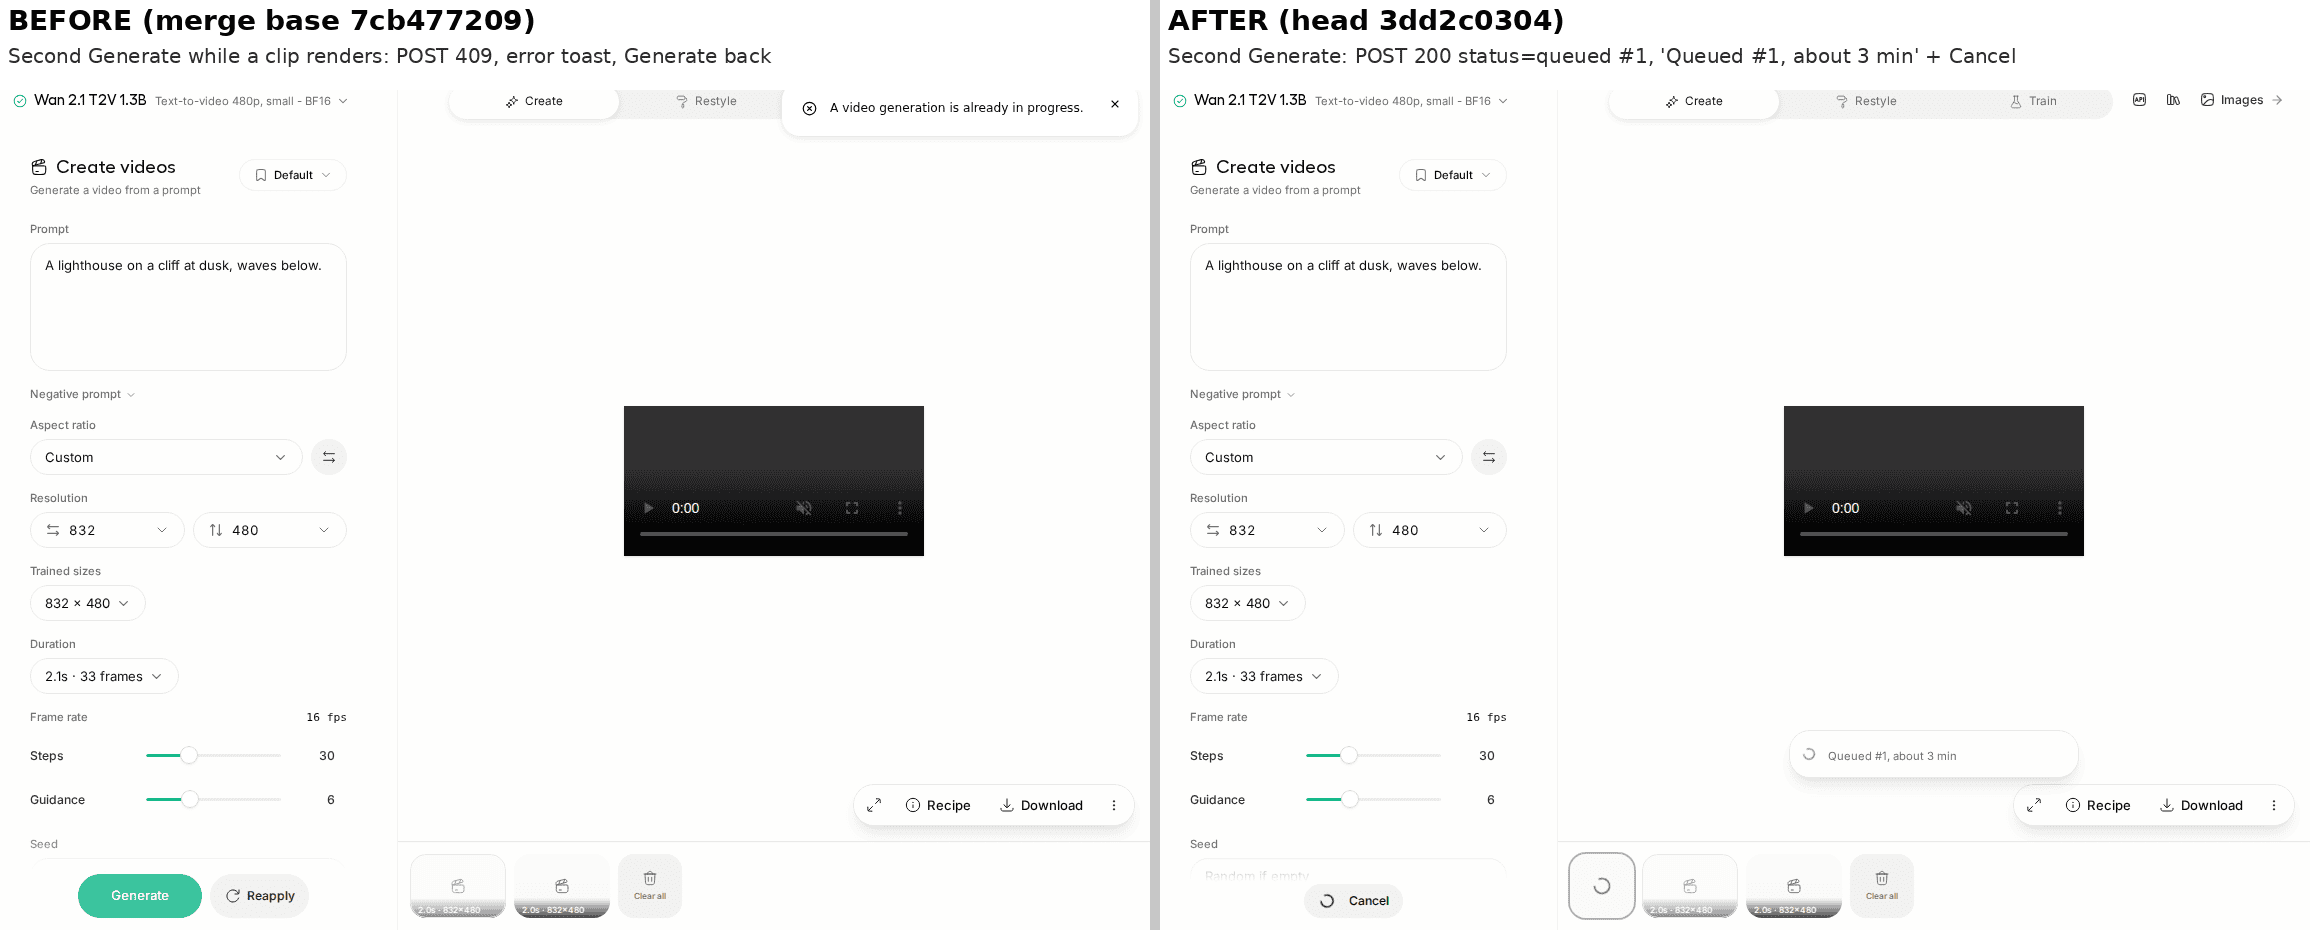 BEFORE (merge base 7cb477209)
Second Generate while a clip renders: POST 409, error toast, Generate back
Wan 2.1 T2V 1.3B Text-to-video 480p, small - BF16
Create
Restyle
A video generation is already in progress.
Create videos
Generate a video from a prompt
Default
Prompt
A lighthouse on a cliff at dusk, waves below.
Negative prompt
Aspect ratio
Custom
Resolution
832
480
Trained sizes
832 × 480
Duration
2.1s · 33 frames
Frame rate
16 fps
Steps
30
Guidance
6
Seed
Generate
Reapply
0:00
Recipe
Download
2.0s · 832×480
2.0s · 832×480
Clear all
AFTER (head 3dd2c0304)
Second Generate: POST 200 status=queued #1, 'Queued #1, about 3 min' + Cancel
Wan 2.1 T2V 1.3B Text-to-video 480p, small - BF16
Create
Restyle
Train
API
Images
Create videos
Generate a video from a prompt
Default
Prompt
A lighthouse on a cliff at dusk, waves below.
Negative prompt
Aspect ratio
Custom
Resolution
832
480
Trained sizes
832 × 480
Duration
2.1s · 33 frames
Frame rate
16 fps
Steps
30
Guidance
6
Seed
Random if empty
Cancel
0:00
Queued #1, about 3 min
Recipe
Download
2.0s · 832×480
2.0s · 832×480
Clear all